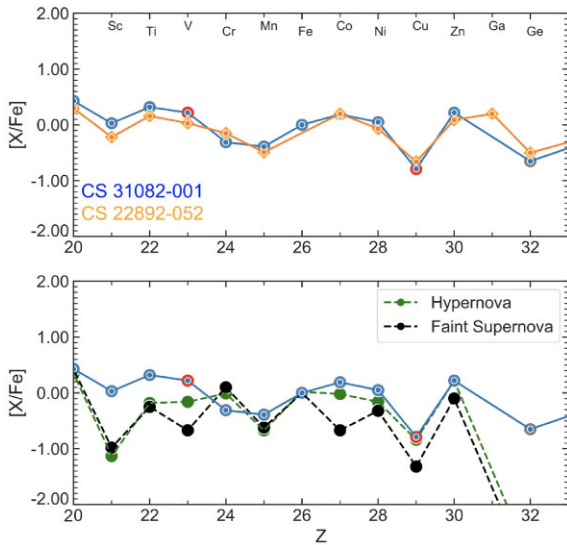 Sc Ti V Cr Mn Fe Co Ni Cu Zn Ga Ge
2.00
1.00
[X/Fe] 0.00
-1.00
CS 31082-001
CS 22892-052
-2.00
20 22 24 26 28 30 32
2.00
Hypernova
Faint Supernova
1.00
[X/Fe] 0.00
-1.00
-2.00
20 22 24 26 28 30 32
Z